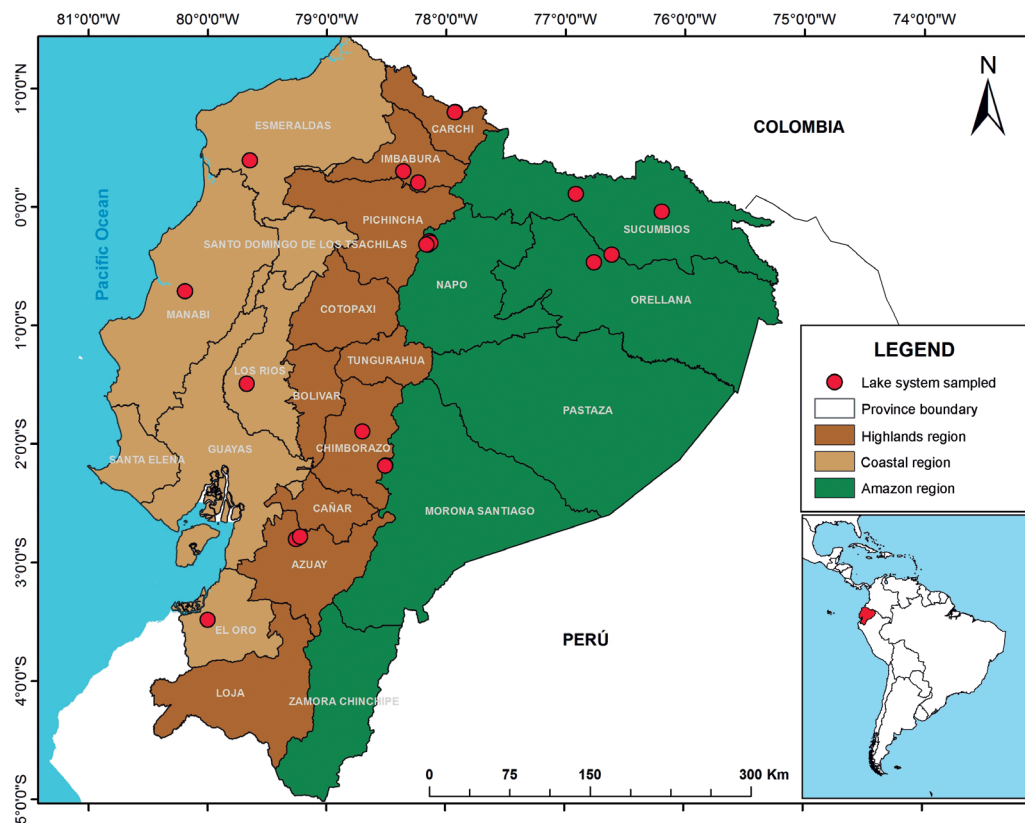 81°0'0"W 80°0'0"W 79°0'0"W 78°0'0"W 77°0'0"W 76°0'0"W 75°0'0"W 74°0'0"W
1°0'0"N
0°0'0"
1°0'0"S
2°0'0"S
3°0'0"S
4°0'0"S
5°0'0"S
Pacific Ocean
N
COLOMBIA
PERÚ
ESMERALDAS
CARCHI
IMBABURA
PICHINCHA
SANTO DOMINGO DE LOS TSACHILAS
SUCUMBIOS
NAPO
ORELLANA
MANABI
COTOPAXI
TUNGURAHUA
LOS RIOS
BOLIVAR
PASTAZA
GUAYAS
CHIMBORAZO
SANTA ELENA
CAÑAR
MORONA SANTIAGO
AZUAY
EL ORO
LOJA
ZAMORA CHINCHIPE
LEGEND
Lake system sampled
Province boundary
Highlands region
Coastal region
Amazon region
0 75 150 300 Km